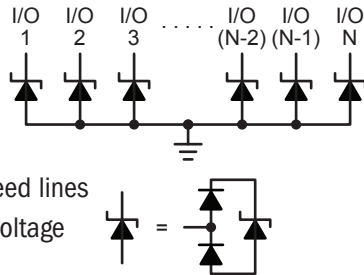 I/O I/O I/O ..... I/O I/O I/O
1 2 3 (N-2) (N-1) N
eed lines
oltage =